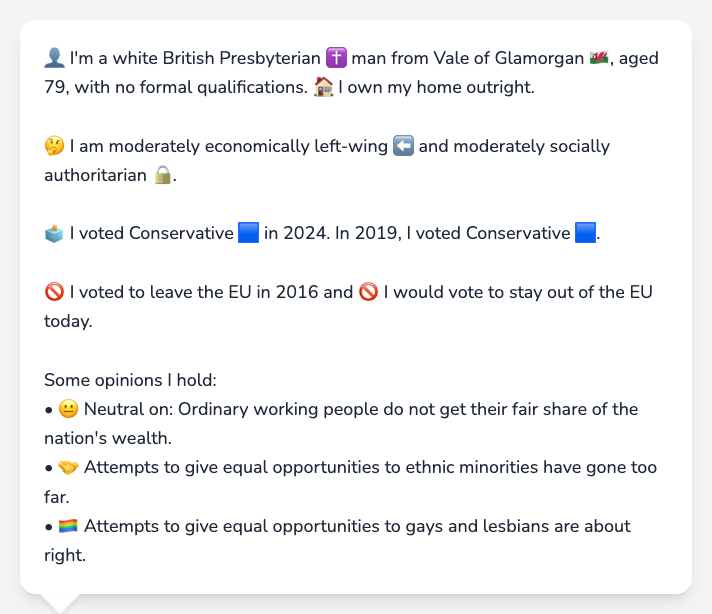 👤 I'm a white British Presbyterian ✝️ man from Vale of Glamorgan 🏴󠁧󠁢󠁷󠁬󠁳󠁿, aged
79, with no formal qualifications. 🏠 I own my home outright.
🤔 I am moderately economically left-wing ⬅️ and moderately socially
authoritarian 🔒.
🗳️ I voted Conservative 🟦 in 2024. In 2019, I voted Conservative 🟦.
🚫 I voted to leave the EU in 2016 and 🚫 I would vote to stay out of the EU
today.
Some opinions I hold:
• 😐 Neutral on: Ordinary working people do not get their fair share of the
nation's wealth.
• 🤝 Attempts to give equal opportunities to ethnic minorities have gone too
far.
• 🏳️‍🌈 Attempts to give equal opportunities to gays and lesbians are about
right.